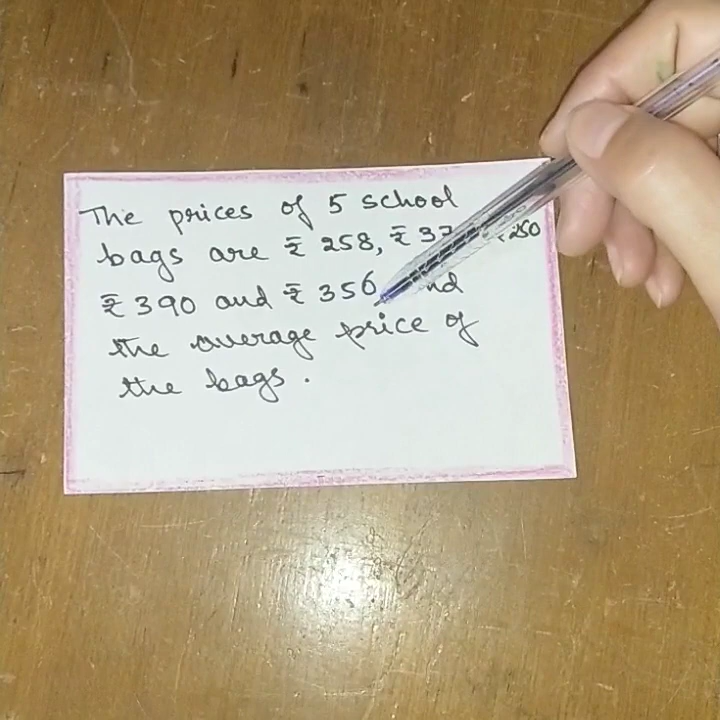 The prices of 5 school
bags are ₹ 258, ₹ 250
₹ 390 and ₹ 356
the average price of
the bags.